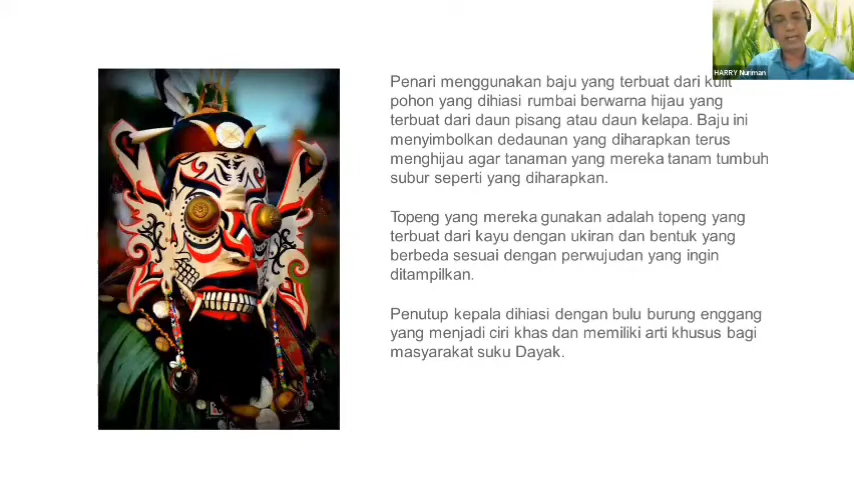 HARRY Nuriman
Penari menggunakan baju yang terbuat dari kulit
pohon yang dihiasi rumbai berwarna hijau yang
terbuat dari daun pisang atau daun kelapa. Baju ini
menyimbolkan dedaunan yang diharapkan terus
menghijau agar tanaman yang mereka tanam tumbuh
subur seperti yang diharapkan.
Topeng yang mereka gunakan adalah topeng yang
terbuat dari kayu dengan ukiran dan bentuk yang
berbeda sesuai dengan perwujudan yang ingin
ditampilkan.
Penutup kepala dihiasi dengan bulu burung enggang
yang menjadi ciri khas dan memiliki arti khusus bagi
masyarakat suku Dayak.